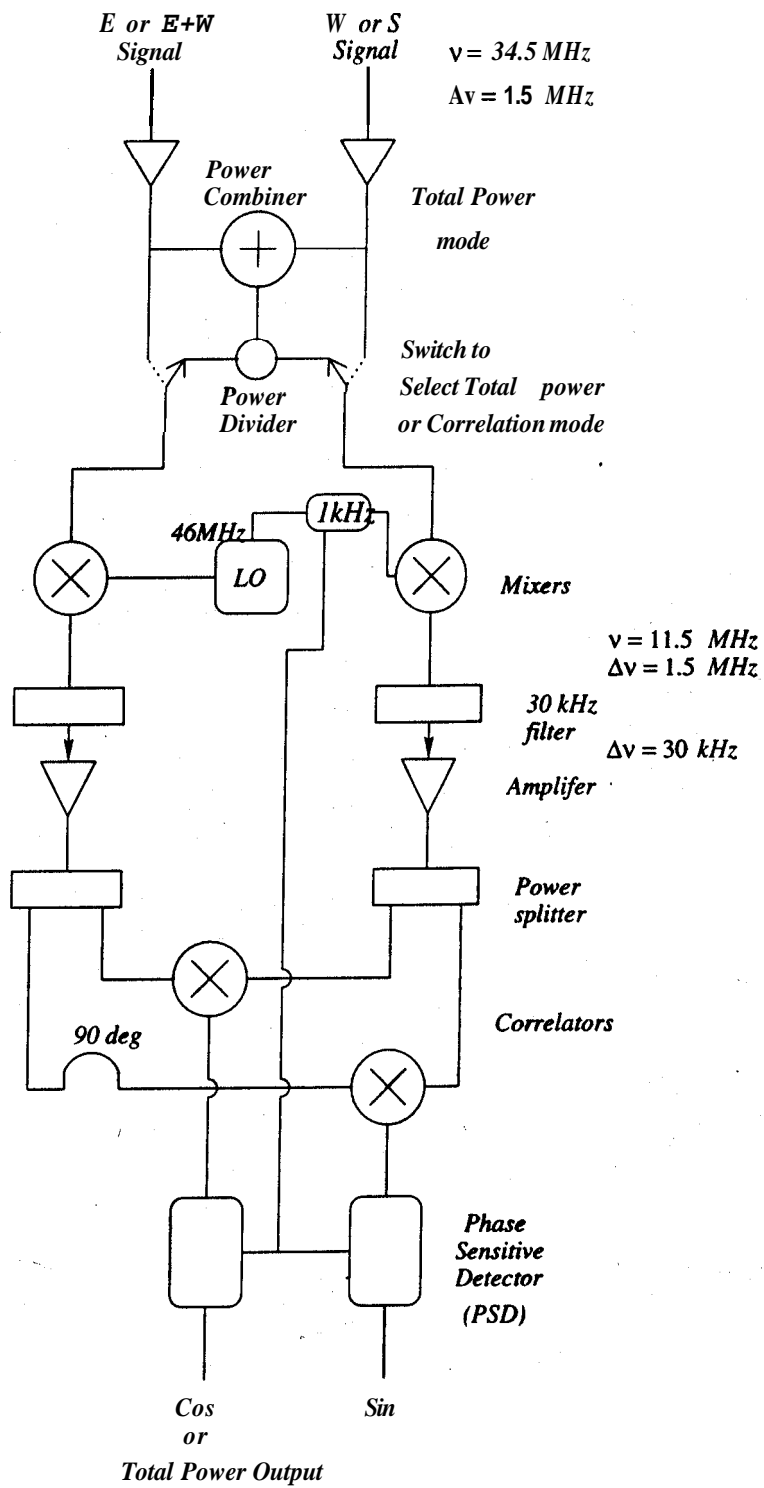 E or E+W
Signal
W or S
Signal
ν = 34.5 MHz
Av = 1.5 MHz
Power
Combiner
Total Power
mode
Switch to
Select Total power
or Correlation mode
Power
Divider
46MHz
1kHz
LO
Mixers
ν = 11.5 MHz
Δν = 1.5 MHz
30 kHz
filter
Δν = 30 kHz
Amplifer
Power
splitter
90 deg
Correlators
Phase
Sensitive
Detector
(PSD)
Cos
or
Total Power Output
Sin